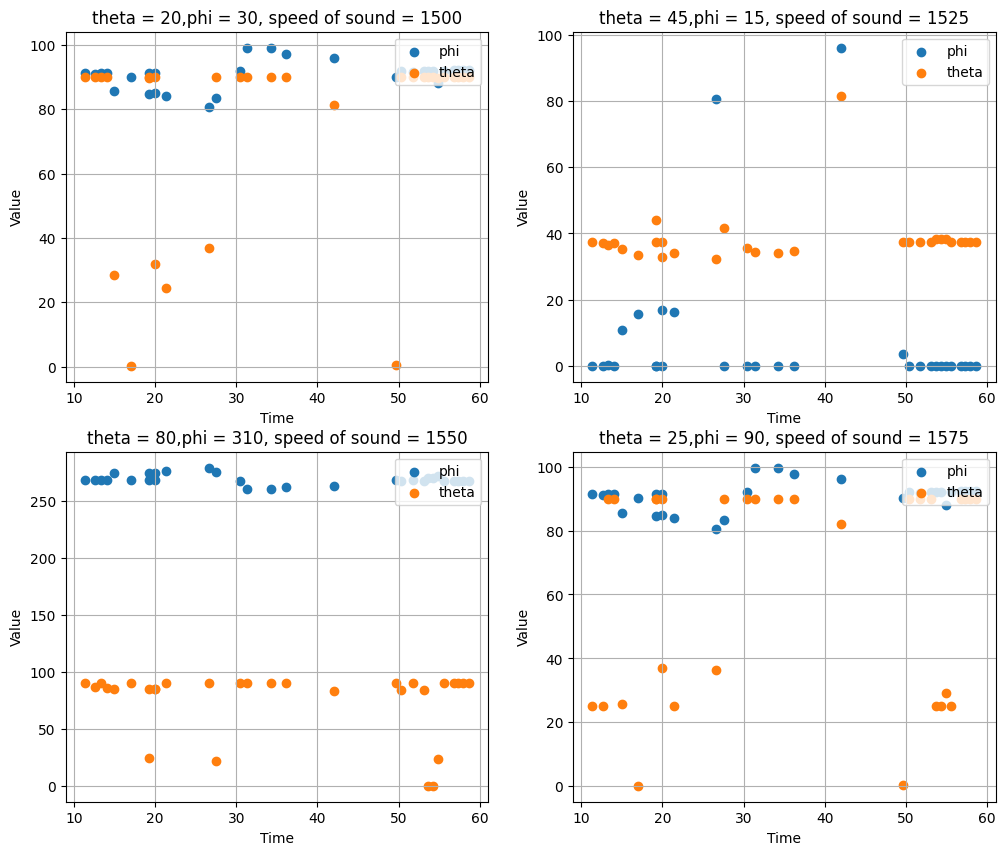 theta = 20,phi = 30, speed of sound = 1500
100
80
60
40
20
0
Value
phi
theta
10 20 30 40 50 60
Time
theta = 45,phi = 15, speed of sound = 1525
100
80
60
40
20
0
Value
phi
theta
10 20 30 40 50 60
Time
theta = 80,phi = 310, speed of sound = 1550
250
200
150
100
50
0
Value
phi
theta
10 20 30 40 50 60
Time
theta = 25,phi = 90, speed of sound = 1575
100
80
60
40
20
0
Value
phi
theta
10 20 30 40 50 60
Time